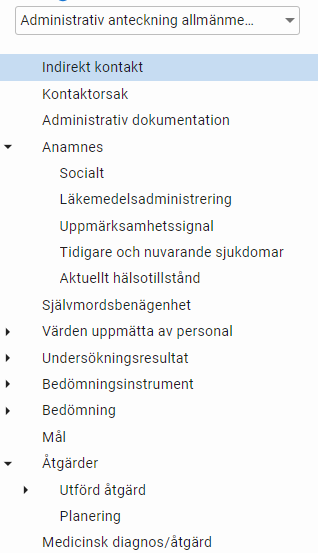 Administrativ anteckning allmänme...
Indirekt kontakt
Kontaktorsak
Administrativ dokumentation
Anamnes
Socialt
Läkemedelsadministrering
Uppmärksamhetssignal
Tidigare och nuvarande sjukdomar
Aktuellt hälsotillstånd
Självmordsbenägenhet
Värden uppmätta av personal
Undersökningsresultat
Bedömningsinstrument
Bedömning
Mål
Åtgärder
Utförd åtgärd
Planering
Medicinsk diagnos/åtgärd